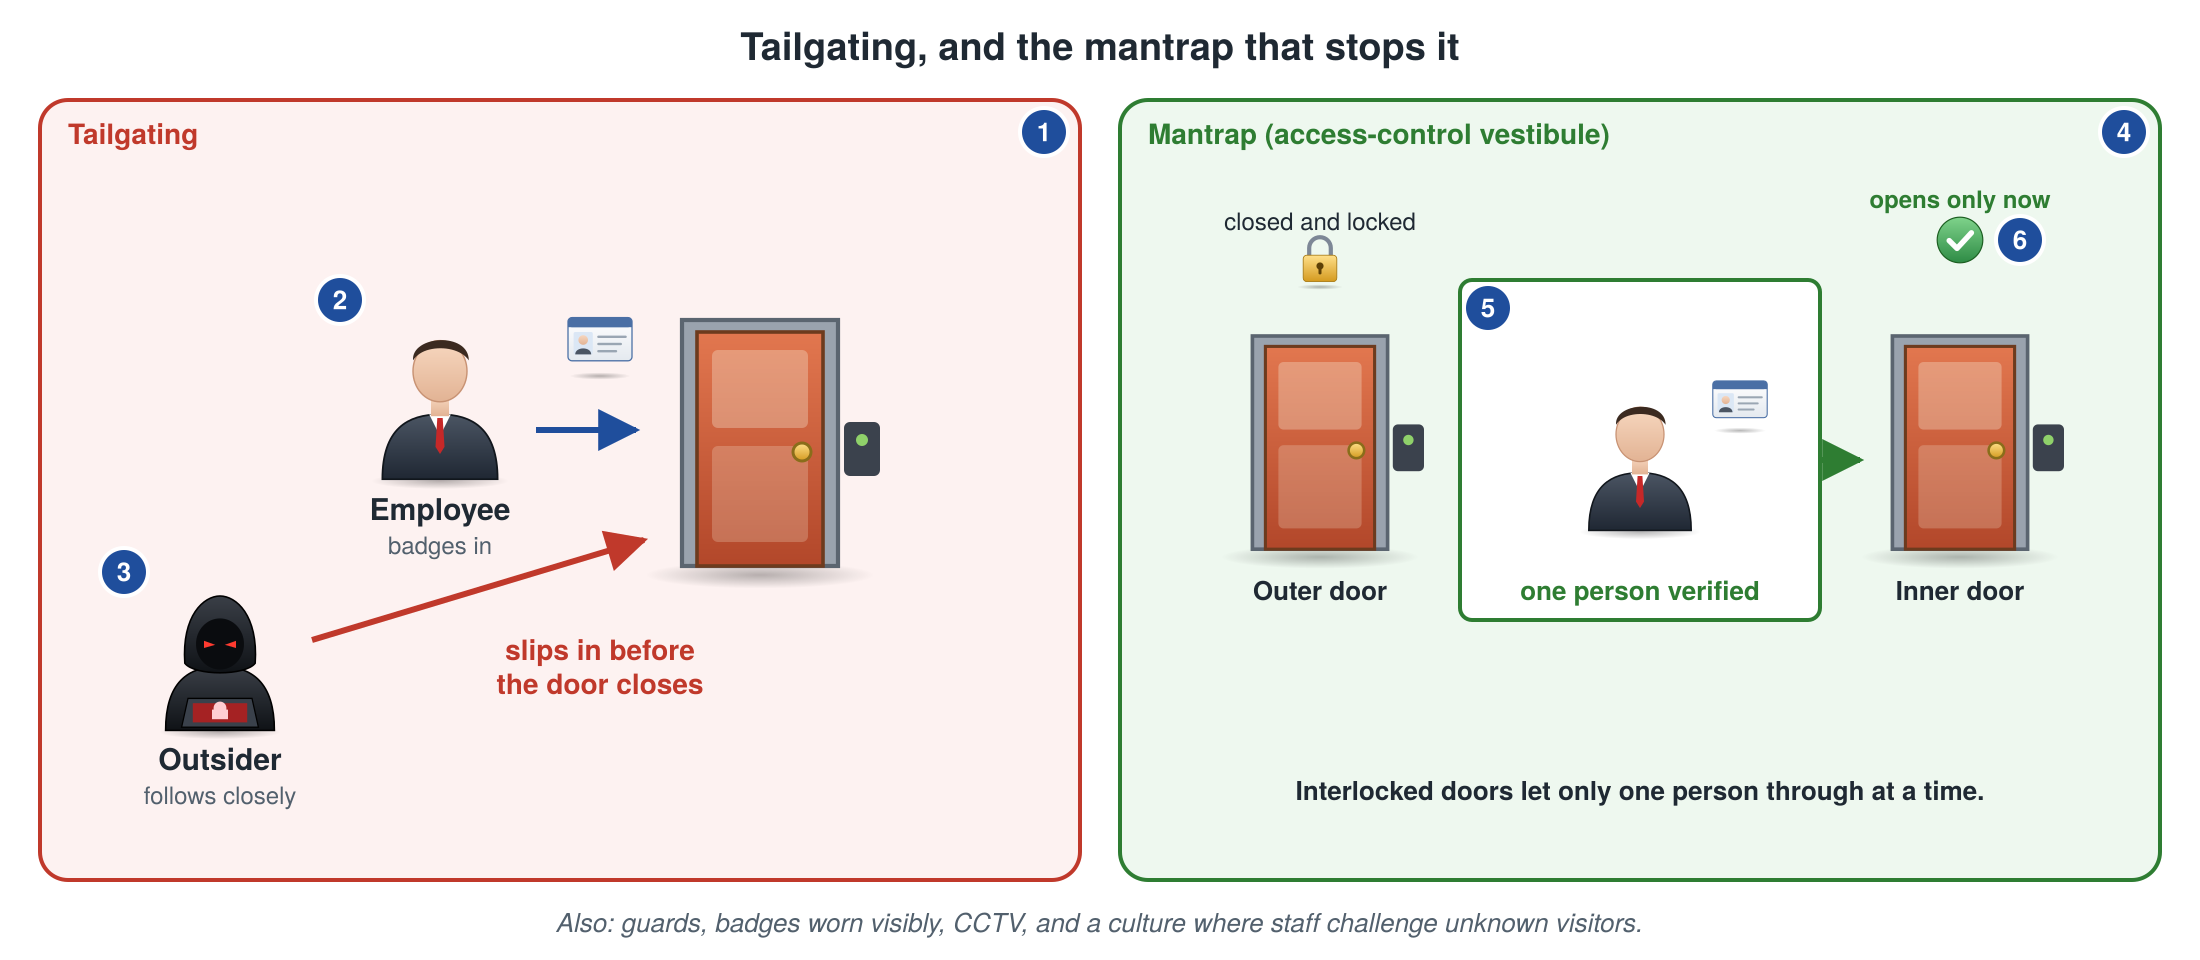 Tailgating, and the mantrap that stops it
Tailgating
1
2
Employee
badges in
3
Outsider
follows closely
slips in before
the door closes
Mantrap (access-control vestibule)
4
closed and locked
opens only now
6
5
Outer door
one person verified
Inner door
Interlocked doors let only one person through at a time.
Also: guards, badges worn visibly, CCTV, and a culture where staff challenge unknown visitors.